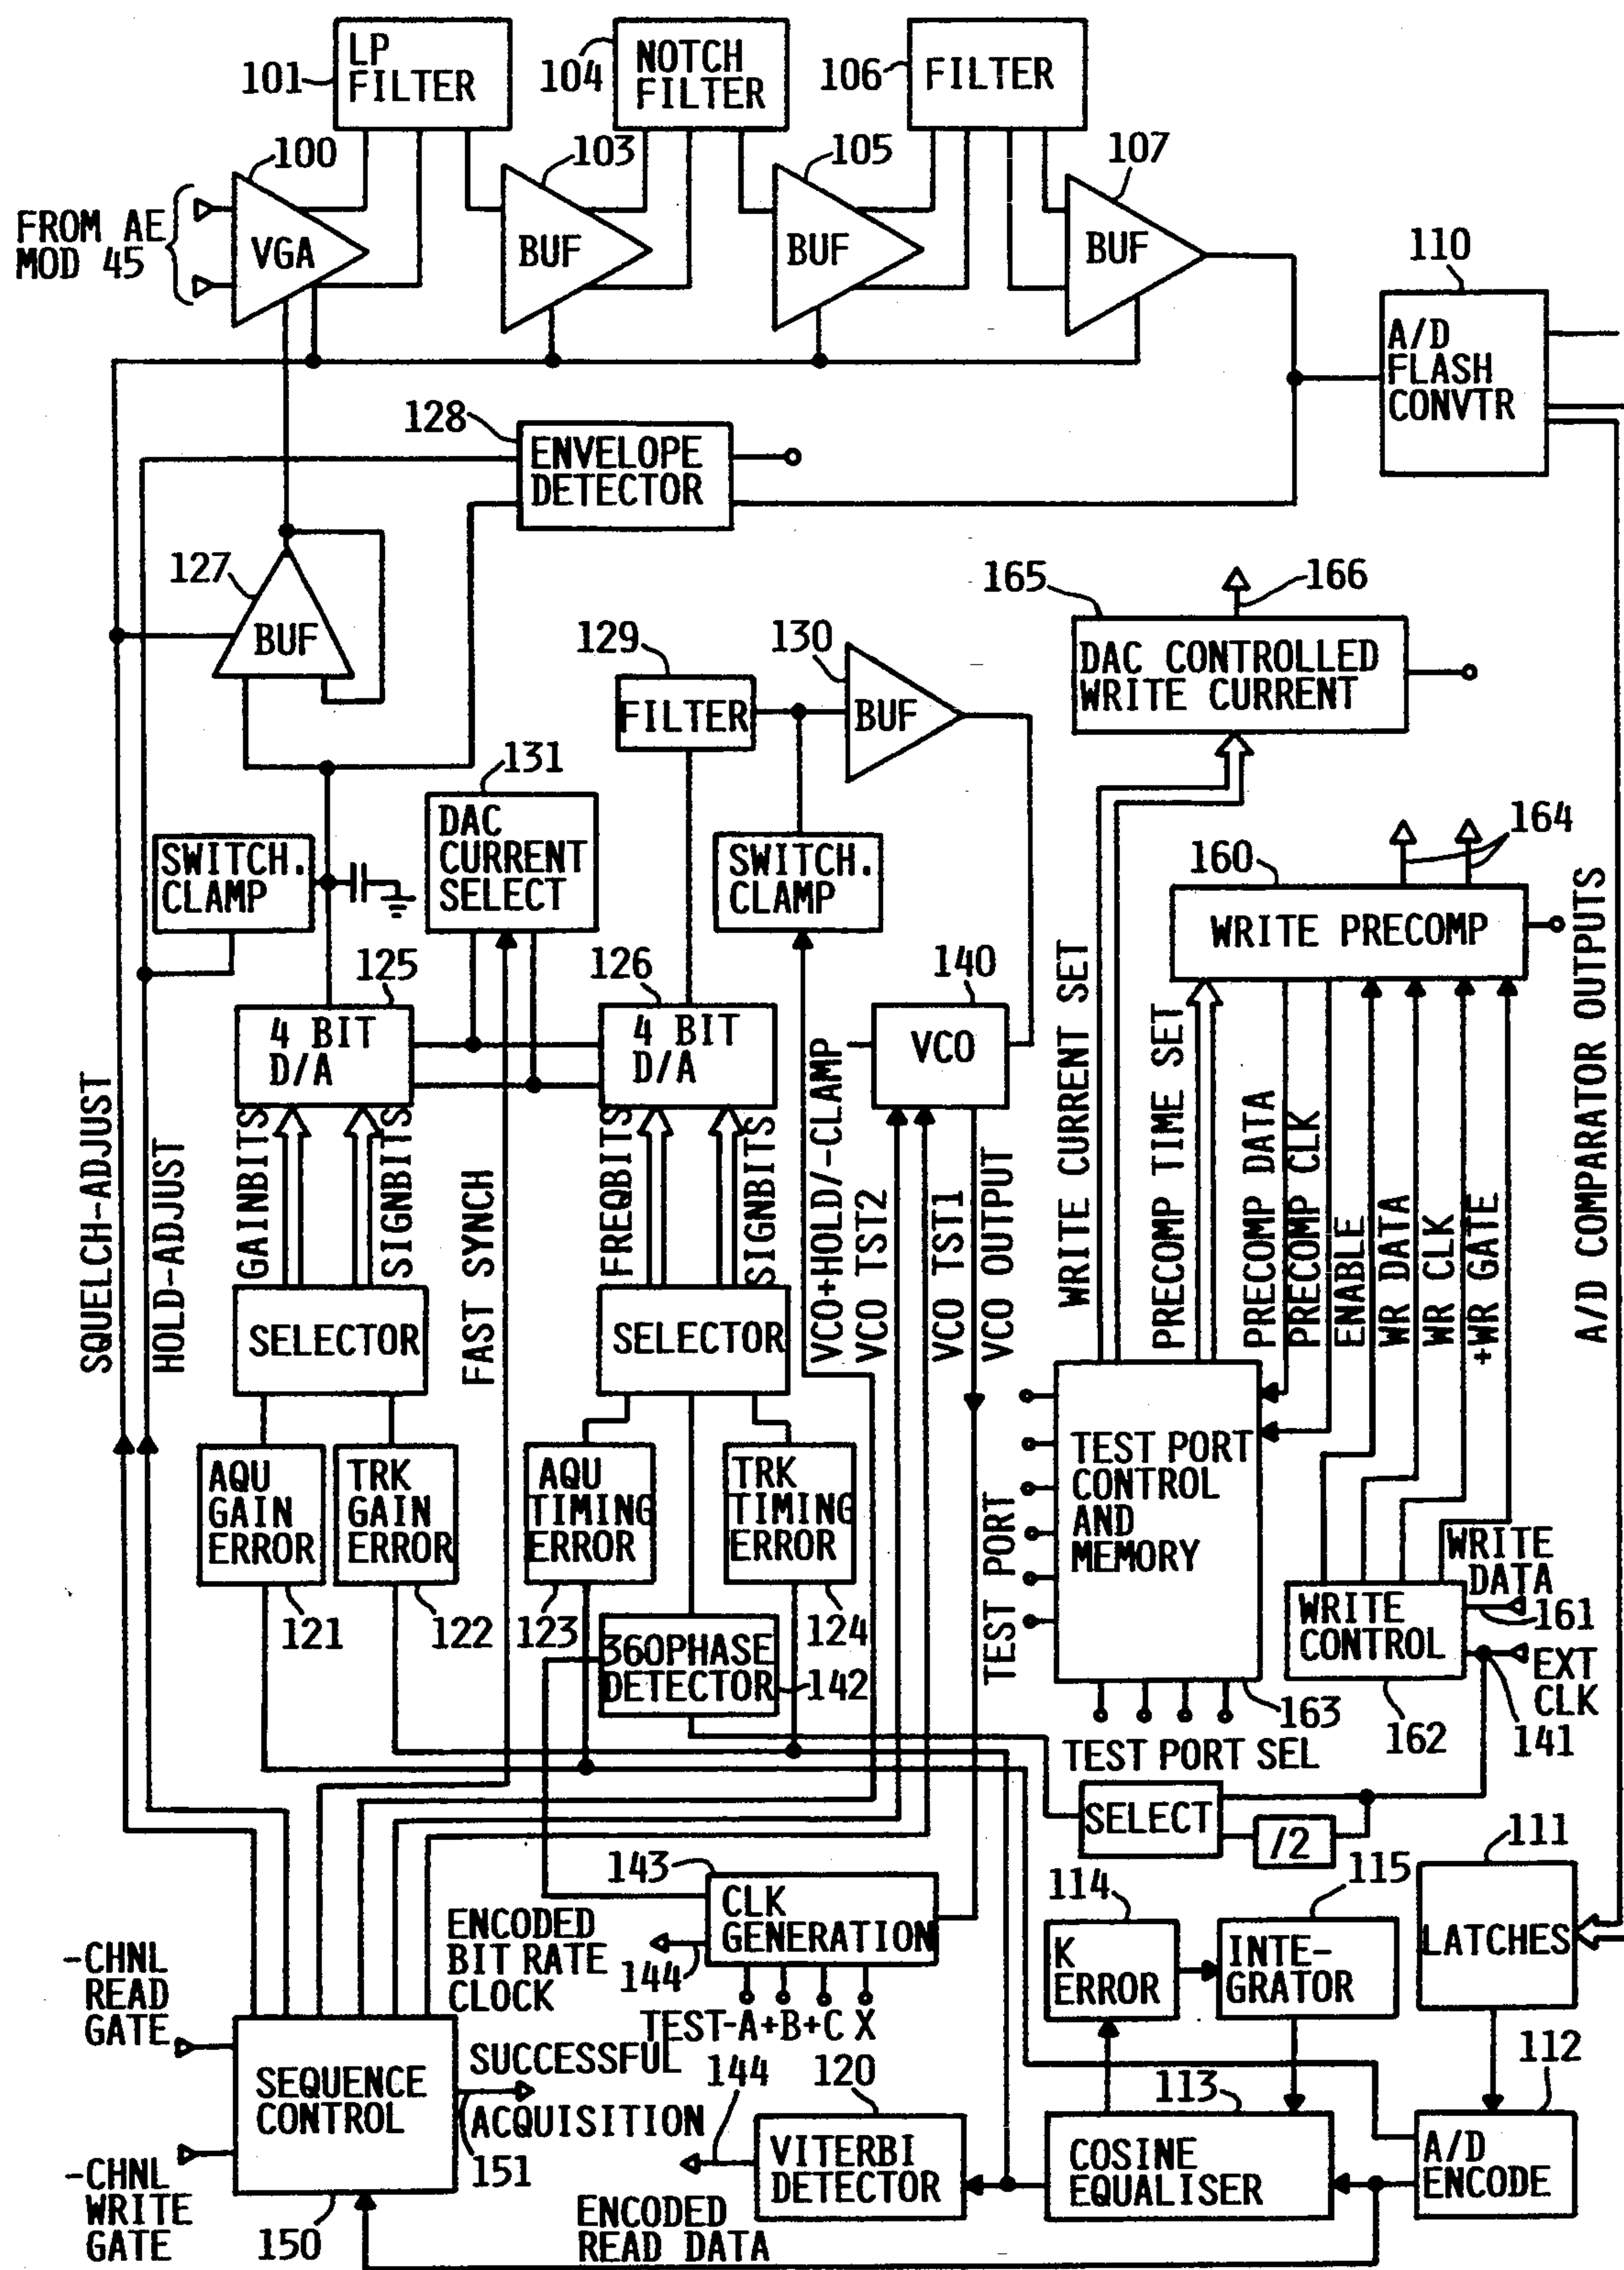 LP
FILTER
101
NOTCH
FILTER
104
FILTER
106
100
103
105
107
FROM AE
MOD 45
VGA
BUF
BUF
BUF
110
A/D
FLASH
CONVTR
128
ENVELOPE
DETECTOR
127
BUF
165
166
DAC CONTROLLED
WRITE CURRENT
129
FILTER
130
BUF
131
DAC
CURRENT
SELECT
SWITCH.
CLAMP
SWITCH.
CLAMP
164
160
WRITE PRECOMP
125
4 BIT
D/A
126
4 BIT
D/A
140
VCO
SQUELCH-ADJUST
HOLD-ADJUST
GAINBITS
SIGNBITS
FAST SYNCH
FREQBITS
SIGNBITS
VCO+HOLD/-CLAMP
VCO TST2
VCO TST1
VCO OUTPUT
WRITE CURRENT SET
PRECOMP TIME SET
PRECOMP DATA
PRECOMP CLK
ENABLE
WR DATA
WR CLK
+WR GATE
A/D COMPARATOR OUTPUTS
SELECTOR
SELECTOR
AQU
GAIN
ERROR
121
TRK
GAIN
ERROR
122
AQU
TIMING
ERROR
123
TRK
TIMING
ERROR
124
360PHASE
DETECTOR
142
TEST PORT
TEST PORT
CONTROL
AND
MEMORY
163
TEST PORT SEL
WRITE
DATA
161
WRITE
CONTROL
162
EXT
CLK
141
SELECT
/2
111
LATCHES
143
CLK
GENERATION
144
ENCODED
BIT RATE
CLOCK
TEST-A+B+C X
114
K
ERROR
115
INTE-
GRATOR
-CHNL
READ
GATE
SEQUENCE
CONTROL
150
-CHNL
WRITE
GATE
SUCCESSFUL
ACQUISITION
151
144
120
VITERBI
DETECTOR
ENCODED
READ DATA
113
COSINE
EQUALISER
112
A/D
ENCODE